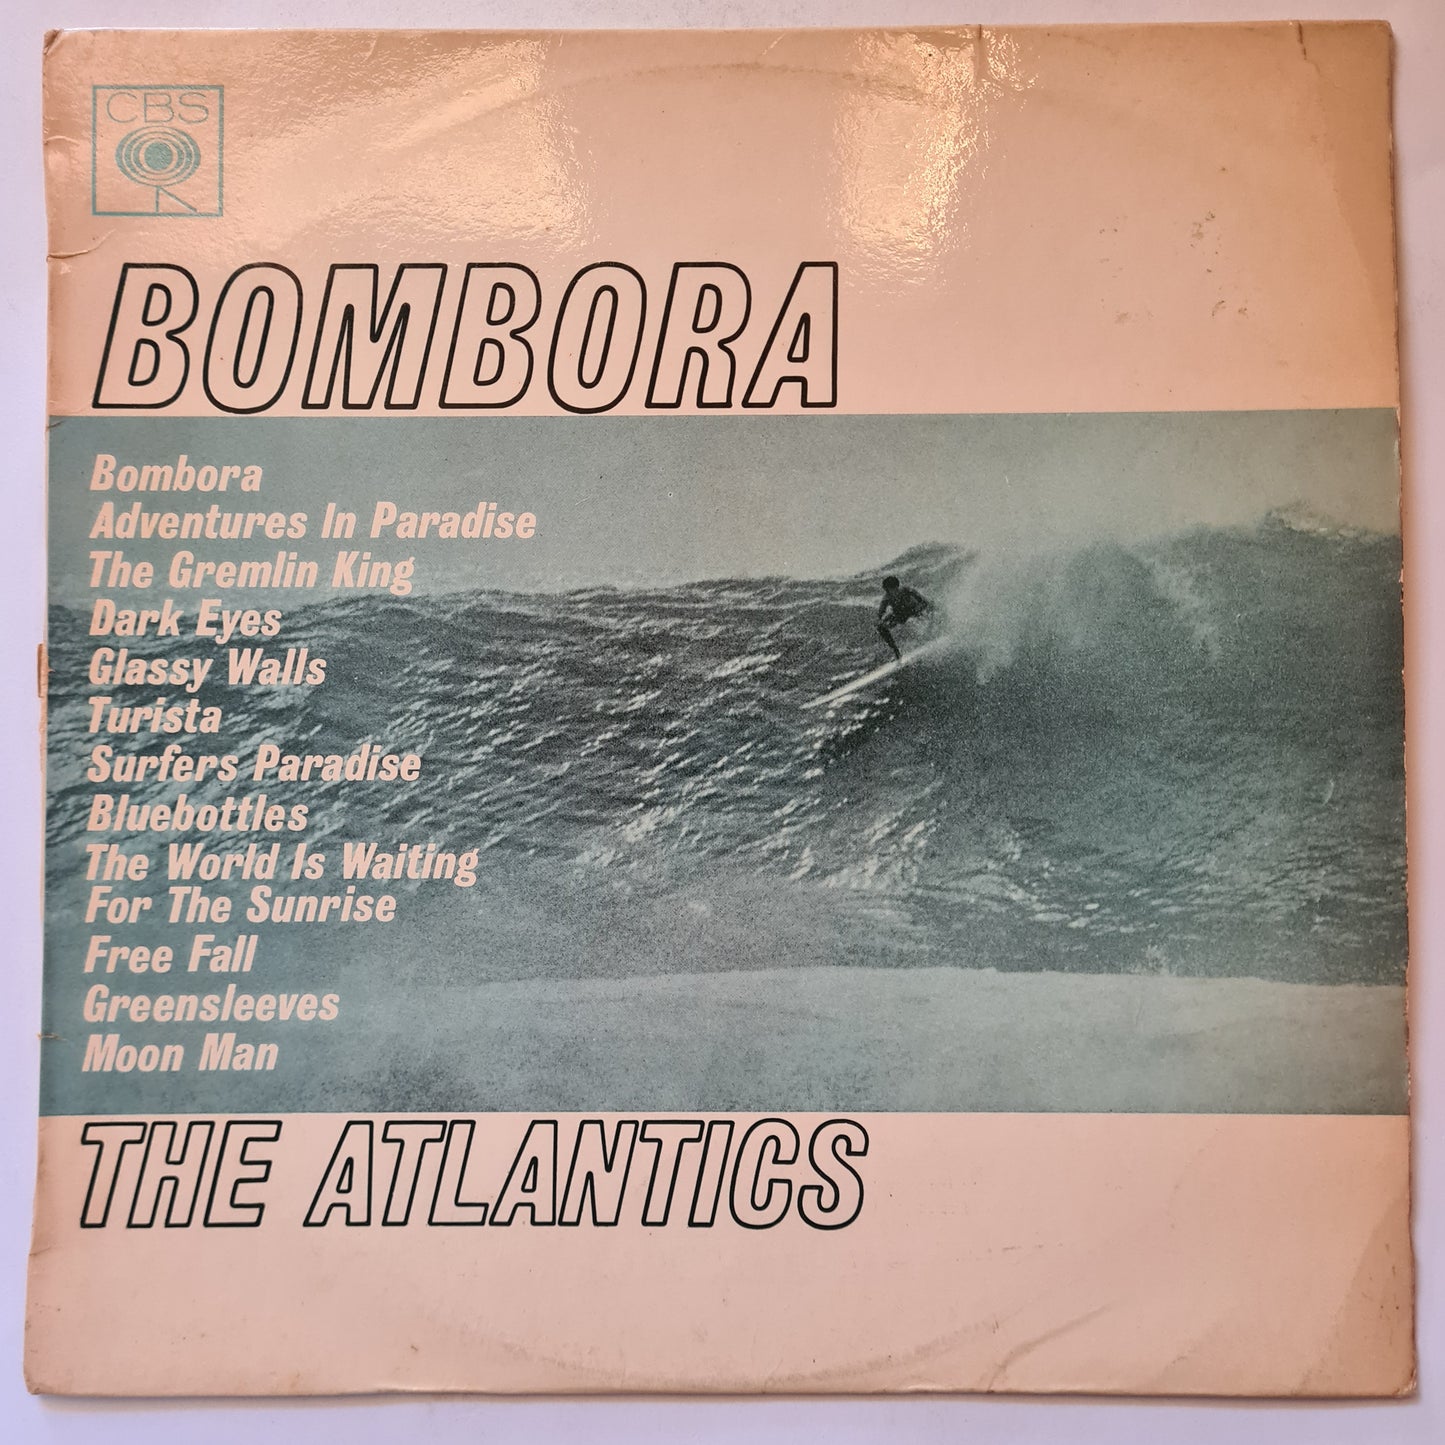 CBS
BOMBORA
Bombora
Adventures In Paradise
The Gremlin King
Dark Eyes
Glassy Walls
Turista
Surfers Paradise
Bluebottles
The World Is Waiting
For The Sunrise
Free Fall
Greensleeves
Moon Man
THE ATLANTICS